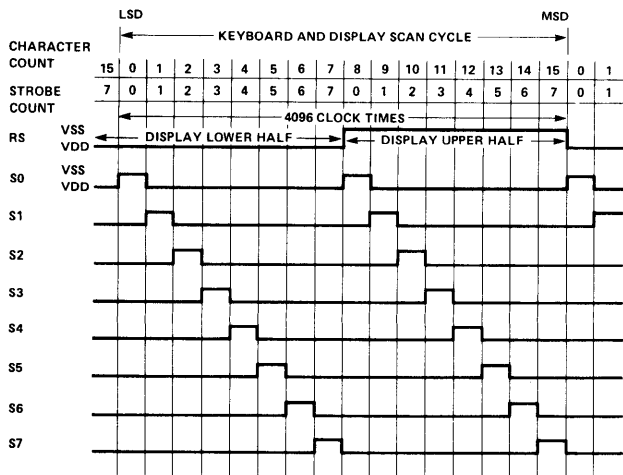 LSD MSD
KEYBOARD AND DISPLAY SCAN CYCLE
CHARACTER
COUNT 15 0 1 2 3 4 5 6 7 8 9 10 11 12 13 14 15 0 1
STROBE
COUNT 7 0 1 2 3 4 5 6 7 0 1 2 3 4 5 6 7 0 1
4096 CLOCK TIMES
RS VSS
VDD DISPLAY LOWER HALF DISPLAY UPPER HALF
S0 VSS
VDD
S1
S2
S3
S4
S5
S6
S7